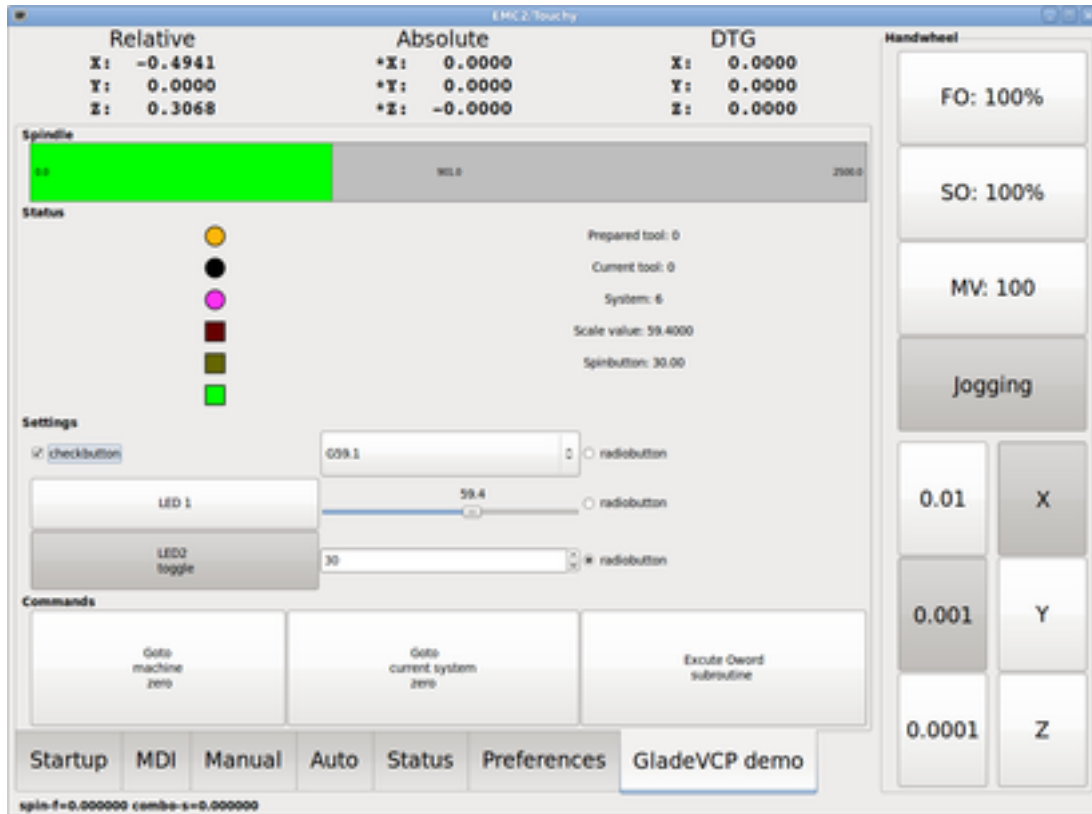 EMC2/Touchy
Relative Absolute DTG
X: -0.4941 *X: 0.0000 X: 0.0000
Y: 0.0000 *Y: 0.0000 Y: 0.0000
Z: 0.3068 *Z: -0.0000 Z: 0.0000
Spindle
0.0 901.0 2500.0
Status
Prepared tool: 0
Current tool: 0
System: 6
Scale value: 59.4000
Spinbutton: 30.00
Settings
checkbutton G59.1 radiobutton
LED 1 59.4 radiobutton
LED2
toggle
30 radiobutton
Commands
Goto
machine
zero
Goto
current system
zero
Excute Oword
subroutine
Startup MDI Manual Auto Status Preferences GladeVCP demo
spin-f=0.000000 combo-s=0.000000
Handwheel
FO: 100%
SO: 100%
MV: 100
Jogging
0.01 X
0.001 Y
0.0001 Z